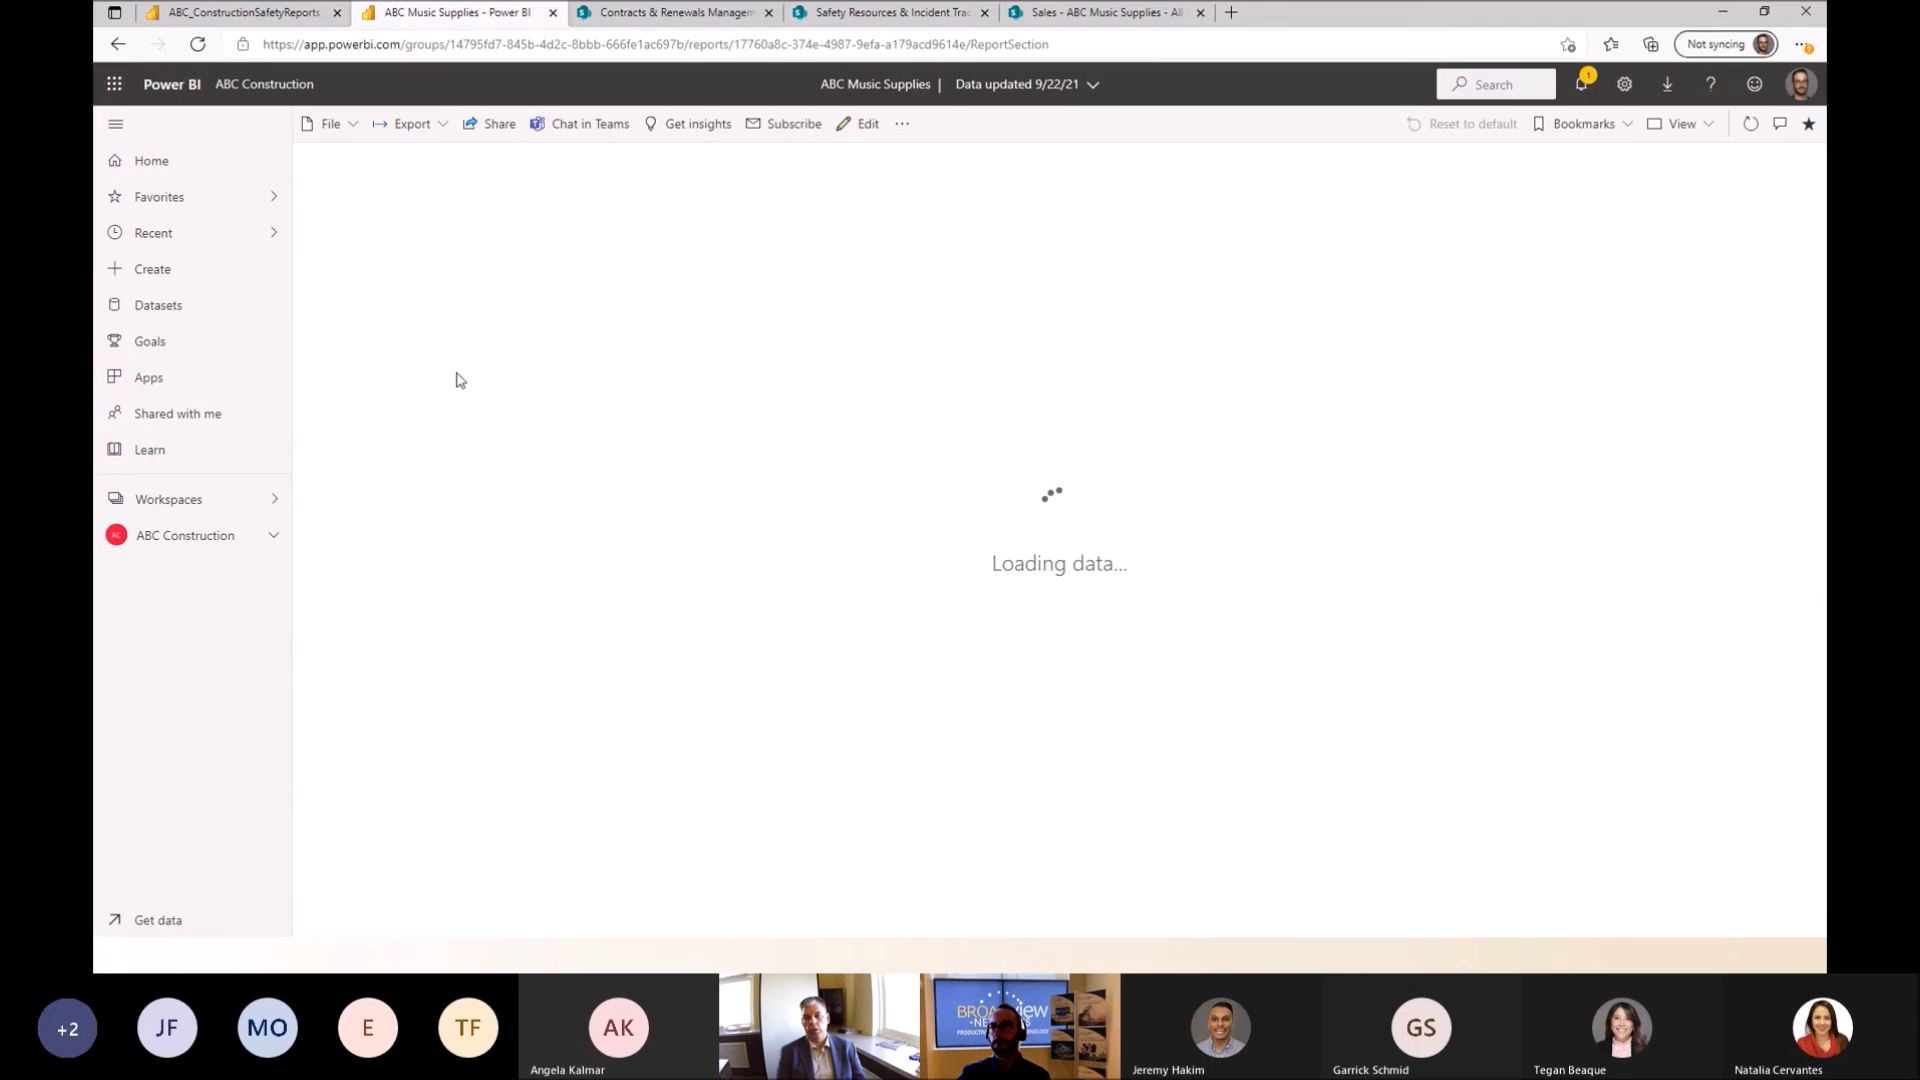 ABC_ConstructionSafetyReports
ABC Music Supplies - Power BI
Contracts & Renewals Managem
Safety Resources & Incident Trac
Sales - ABC Music Supplies - All
https://app.powerbi.com/groups/14795fd7-845b-4d2c-8bbb-666fe1ac697b/reports/17760a8c-374e-4987-9efa-a179acd9614e/ReportSection
Not syncing
Power BI ABC Construction
ABC Music Supplies | Data updated 9/22/21
Search
1
?
File Export Share Chat in Teams Get insights Subscribe Edit ...
Reset to default Bookmarks View
Home
Favorites
Recent
Create
Datasets
Goals
Apps
Shared with me
Learn
Workspaces
AC ABC Construction
Loading data...
Get data
+2
JF
MO
E
TF
AK
Angela Kalmar
Jeremy Hakim
GS
Garrick Schmid
Tegan Beaque
Natalia Cervantes